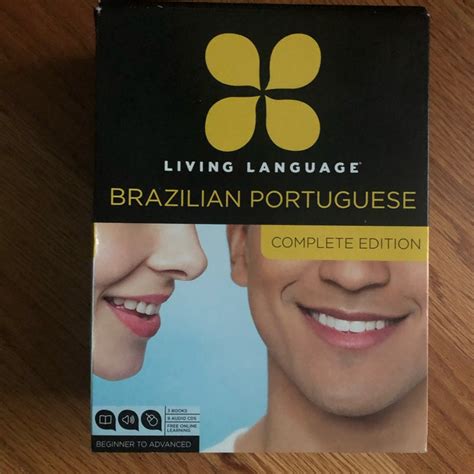 LIVING LANGUAGE®
BRAZILIAN PORTUGUESE
COMPLETE EDITION
3 BOOKS
9 AUDIO CDS
FREE ONLINE
LEARNING
BEGINNER TO ADVANCED